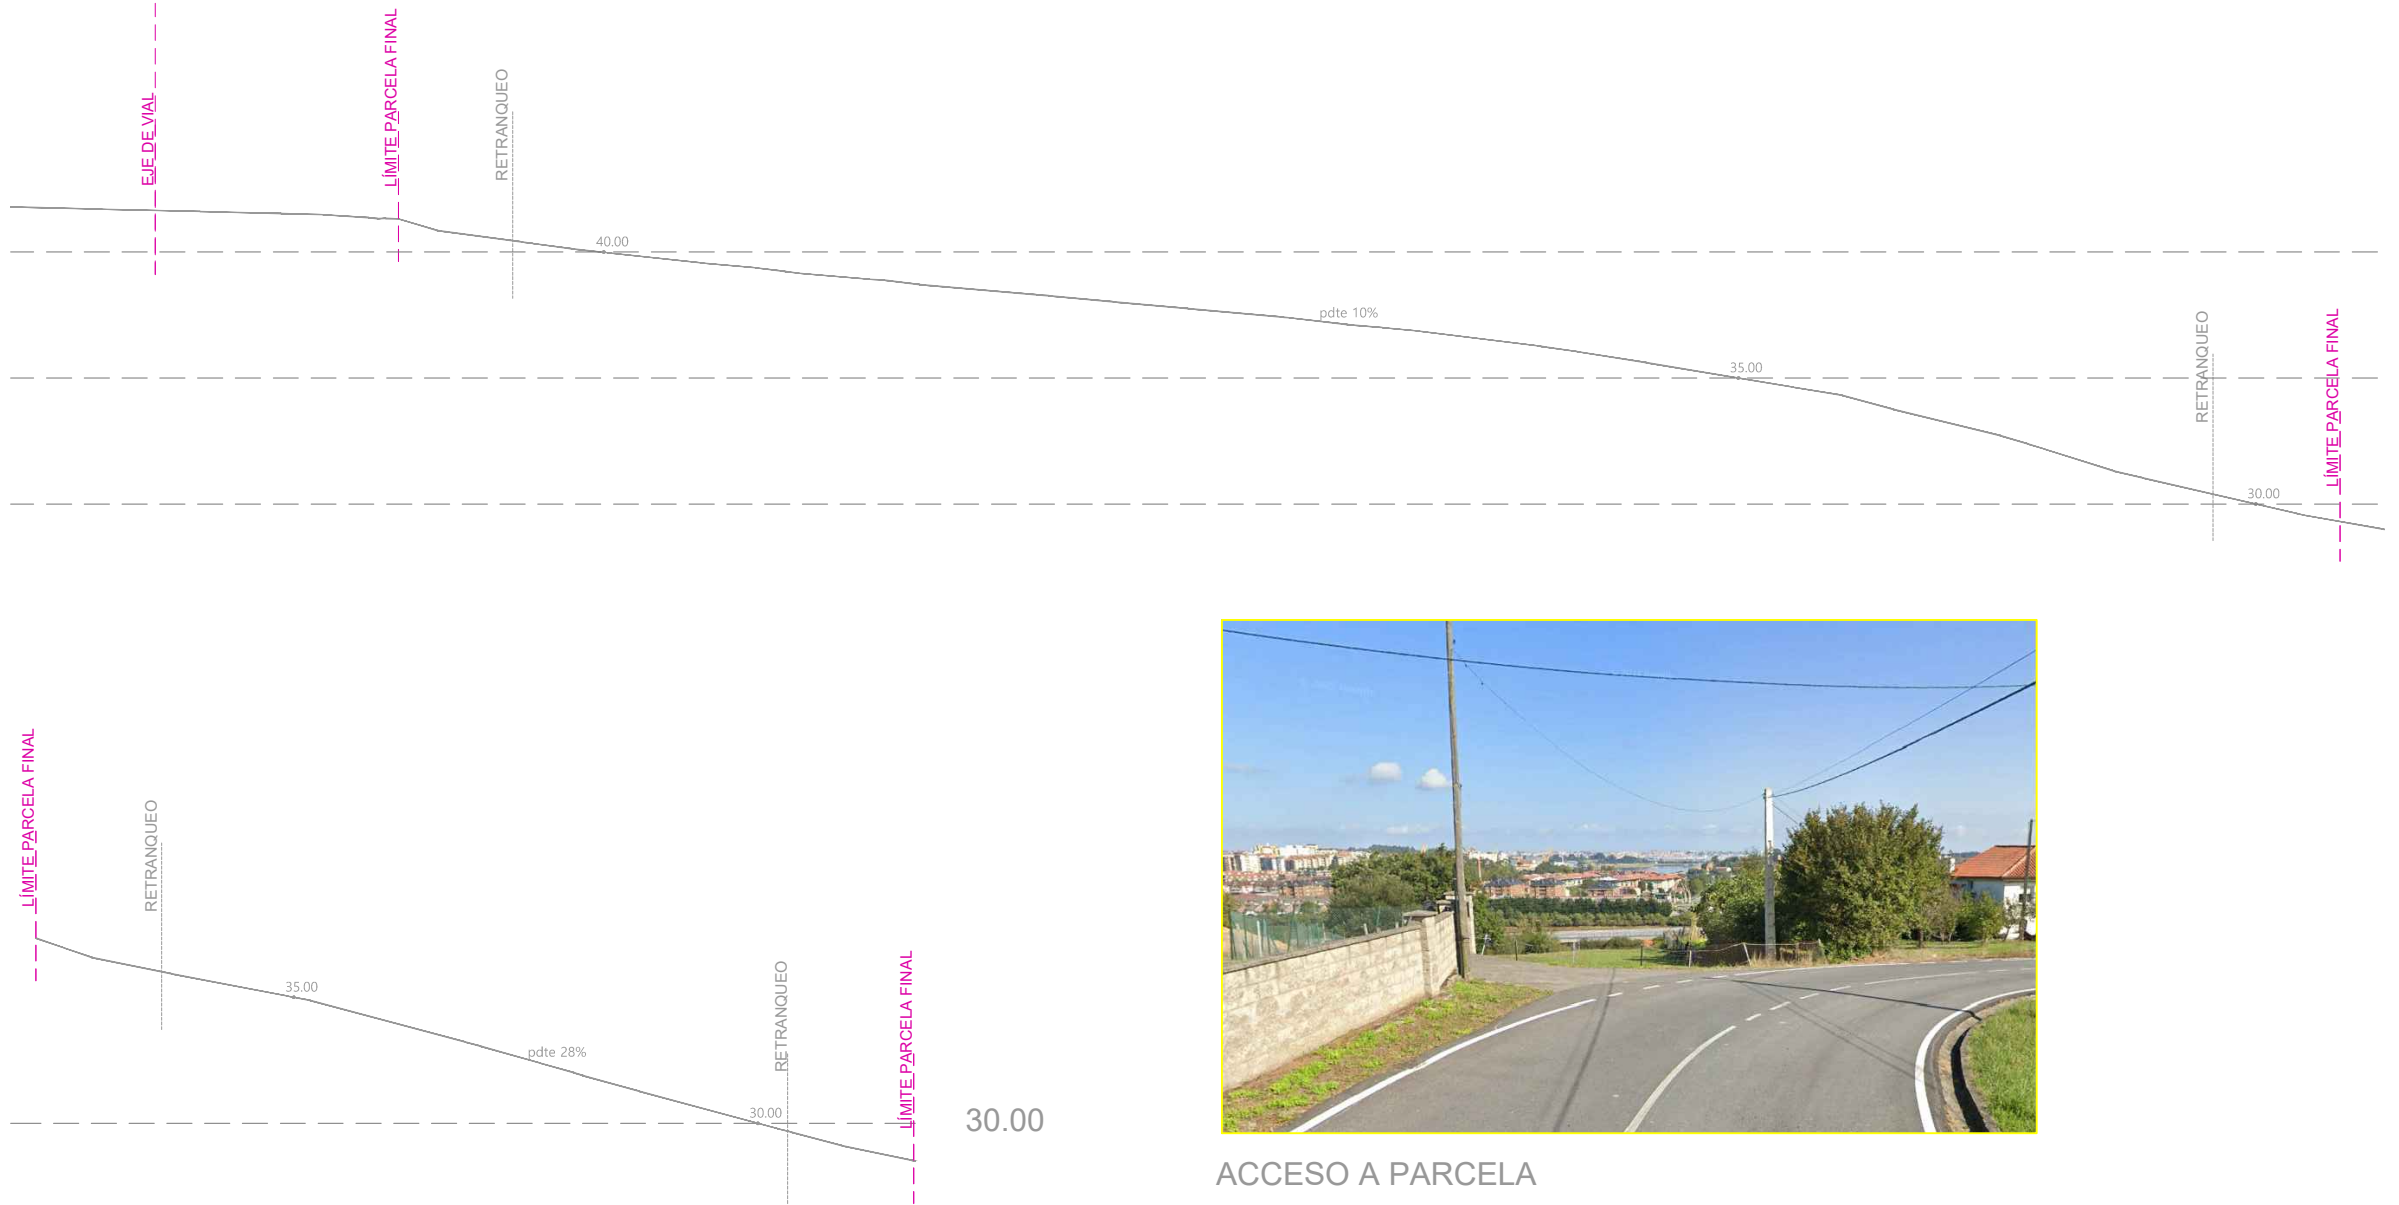 EJE DE VIAL
LÍMITE PARCELA FINAL
RETRANQUEO
40.00
pdte 10%
35.00
RETRANQUEO
30.00
LÍMITE PARCELA FINAL
LÍMITE PARCELA FINAL
RETRANQUEO
35.00
pdte 28%
30.00
RETRANQUEO
LÍMITE PARCELA FINAL
30.00
ACCESO A PARCELA